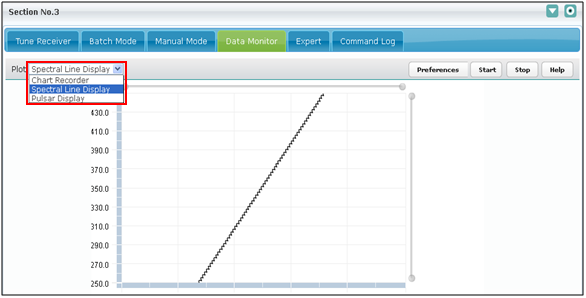 Section No.3
Tune Receiver Batch Mode Manual Mode Data Monitor Expert Command Log
Plot Spectral Line Display Preferences Start Stop Help
Chart Recorder
Spectral Line Display
Pulsar Display
430.0
410.0
390.0
370.0
350.0
330.0
310.0
290.0
270.0
250.0